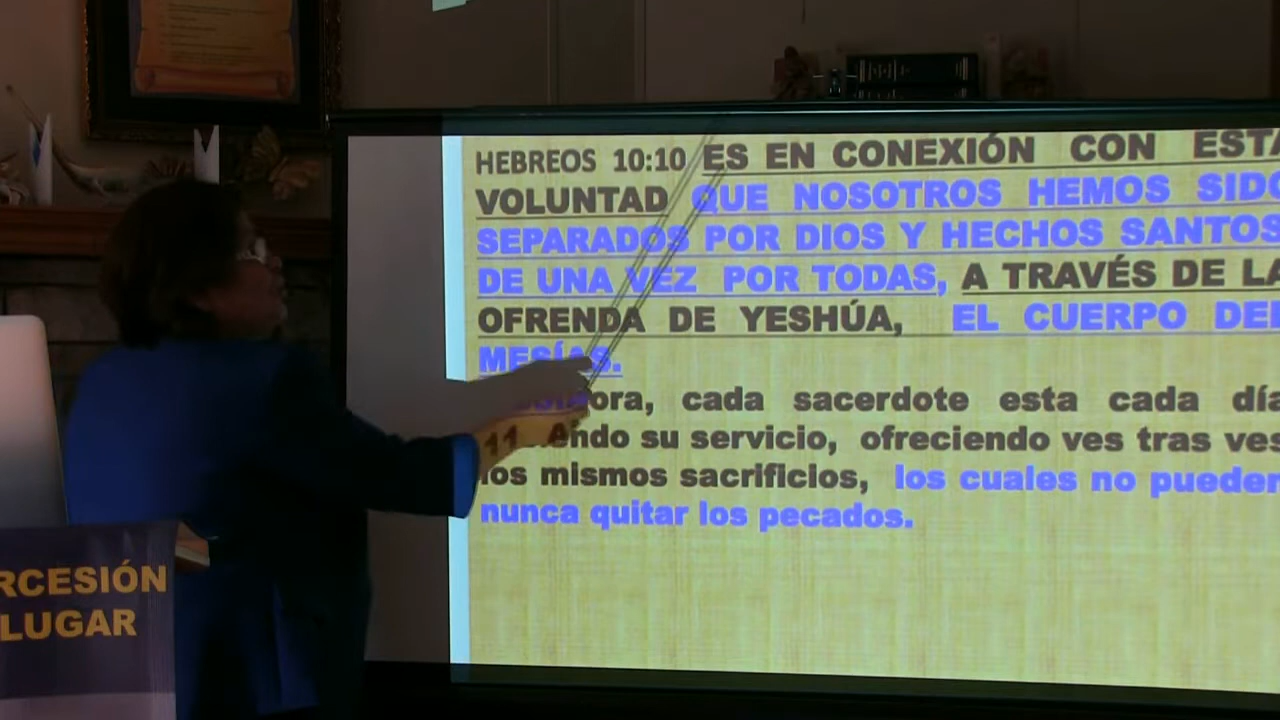 HEBREOS 10:10 ES EN CONEXIÓN CON ESTA
VOLUNTAD QUE NOSOTROS HEMOS SIDO
SEPARADOS POR DIOS Y HECHOS SANTOS
DE UNA VEZ POR TODAS, A TRAVÉS DE LA
OFRENDA DE YESHÚA, EL CUERPO DEL
MESÍAS.
11 ora, cada sacerdote esta cada día
endo su servicio, ofreciendo ves tras ves
los mismos sacrificios, los cuales no pueden
nunca quitar los pecados.
RCESIÓN
LUGAR